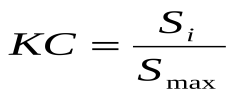 KC = S_i / S_max